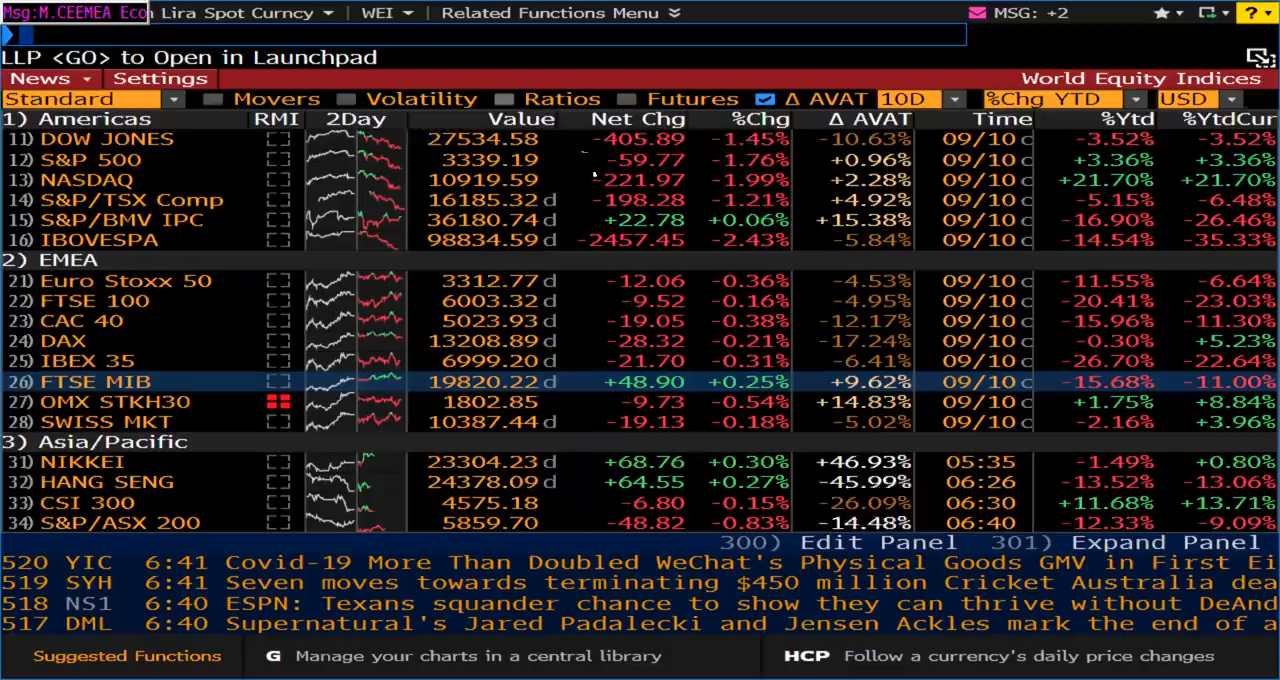 Msg:M.CEEMEA Eco Lira Spot Curncy WEI Related Functions Menu MSG: +2 ?
LLP <GO> to Open in Launchpad
News Settings World Equity Indices
Standard Movers Volatility Ratios Futures Δ AVAT 10D %Chg YTD USD
1) Americas RMI 2Day Value Net Chg %Chg Δ AVAT Time %Ytd %YtdCur
11) DOW JONES 27534.58 -405.89 -1.45% -10.63% 09/10 c -3.52% -3.52%
12) S&P 500 3339.19 -59.77 -1.76% +0.96% 09/10 c +3.36% +3.36%
13) NASDAQ 10919.59 -221.97 -1.99% +2.28% 09/10 c +21.70% +21.70%
14) S&P/TSX Comp 16185.32 d -198.28 -1.21% +4.92% 09/10 c -5.15% -6.48%
15) S&P/BMV IPC 36180.74 d +22.78 +0.06% +15.38% 09/10 c -16.90% -26.46%
16) IBOVESPA 98834.59 d -2457.45 -2.43% -5.84% 09/10 c -14.54% -35.33%
2) EMEA
21) Euro Stoxx 50 3312.77 d -12.06 -0.36% -4.53% 09/10 c -11.55% -6.64%
22) FTSE 100 6003.32 d -9.52 -0.16% -4.95% 09/10 c -20.41% -23.03%
23) CAC 40 5023.93 d -19.05 -0.38% -12.17% 09/10 c -15.96% -11.30%
24) DAX 13208.89 d -28.32 -0.21% -17.24% 09/10 c -0.30% +5.23%
25) IBEX 35 6999.20 d -21.70 -0.31% -6.41% 09/10 c -26.70% -22.64%
26) FTSE MIB 19820.22 d +48.90 +0.25% +9.62% 09/10 c -15.68% -11.00%
27) OMX STKH30 1802.85 -9.73 -0.54% +14.83% 09/10 c +1.75% +8.84%
28) SWISS MKT 10387.44 d -19.13 -0.18% -5.02% 09/10 c -2.16% +3.96%
3) Asia/Pacific
31) NIKKEI 23304.23 d +68.76 +0.30% +46.93% 05:35 -1.49% +0.80%
32) HANG SENG 24378.09 d +64.55 +0.27% -45.99% 06:26 -13.52% -13.06%
33) CSI 300 4575.18 -6.80 -0.15% -26.09% 06:30 +11.68% +13.71%
34) S&P/ASX 200 5859.70 -48.82 -0.83% -14.48% 06:40 -12.33% -9.09%
300) Edit Panel 301) Expand Panel
520 YIC 6:41 Covid-19 More Than Doubled WeChat's Physical Goods GMV in First Ei
519 SYH 6:41 Seven moves towards terminating $450 million Cricket Australia dea
518 NS1 6:40 ESPN: Texans squander chance to show they can thrive without DeAnd
517 DML 6:40 Supernatural's Jared Padalecki and Jensen Ackles mark the end of a
Suggested Functions G Manage your charts in a central library HCP Follow a currency's daily price changes